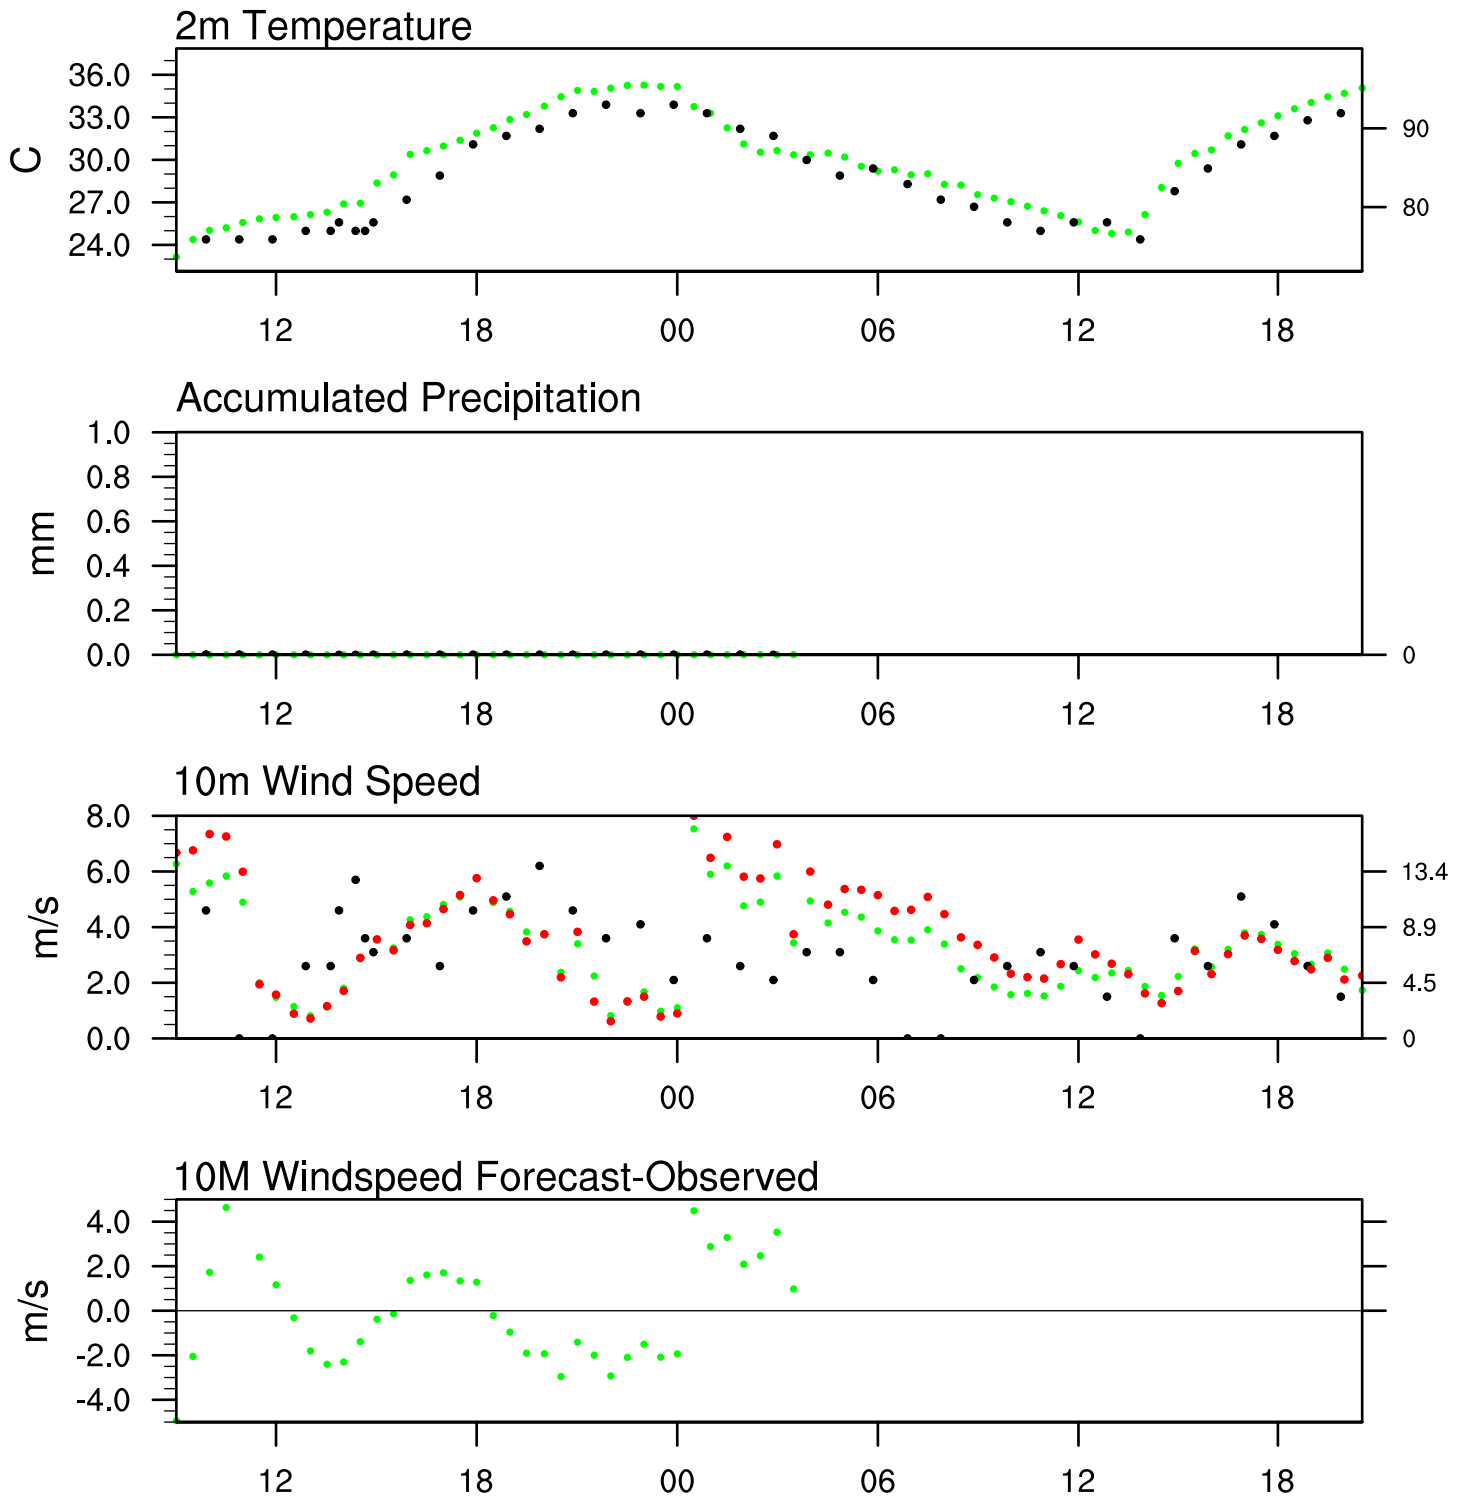 2m Temperature
36.0
33.0
30.0
27.0
24.0
C
90
80
12 18 00 06 12 18
Accumulated Precipitation
1.0
0.8
0.6
0.4
0.2
0.0
mm
0
12 18 00 06 12 18
10m Wind Speed
8.0
6.0
4.0
2.0
0.0
m/s
13.4
8.9
4.5
0
12 18 00 06 12 18
10M Windspeed Forecast-Observed
4.0
2.0
0.0
-2.0
-4.0
m/s
12 18 00 06 12 18